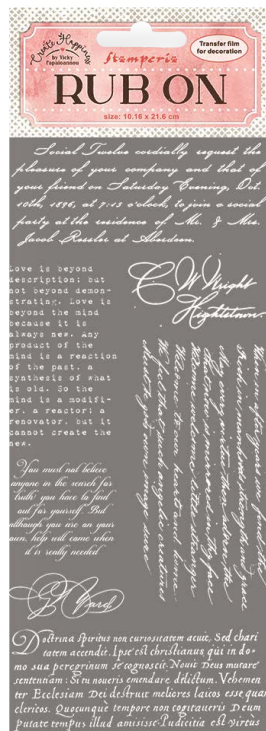 Create Happiness
by Vicky Papaioannou
Stamperia
Transfer film
for decoration
RUB ON
size: 10.16 x 21.6 cm
Social Twelve cordially request the
pleasure of your company and that of
your friend on Saturday Evening, Oct.
10th, 1896, at 7:15 o'clock, to join a social
party at the residence of Mr. & Mrs.
Jacob Ressler at Aberdeen.
Love is beyond
description; but
not beyond demon-
strating. Love is
beyond the mind
because it is
always new. Any
product of the
mind is a reaction
of the past, a
synthesis of what
is old. So the
mind is a modifi-
er, a reactor; a
renovator, but it
cannot create the
new.
C W Wright
Hightstown.
You must not believe
anyone in the search for
truth, you have to find
out for yourself. But
although you are on your
own, help will come when
it is really needed
Doctrina spiritus non curiositatem acuit, Sed chari
tatem accendit. Ipse est christianus qui in do-
mo sua peregrinum se cognoscit. Novit Deus mutare
sententiam: Si tu noueris emendare delictum. Vehemen
ter Ecclesiam Dei destruit meliores laicos esse quam
clericos. Quocunque tempore non cogitaueris Deum
putate tempus illud amisisse. Pudicitia est virtus